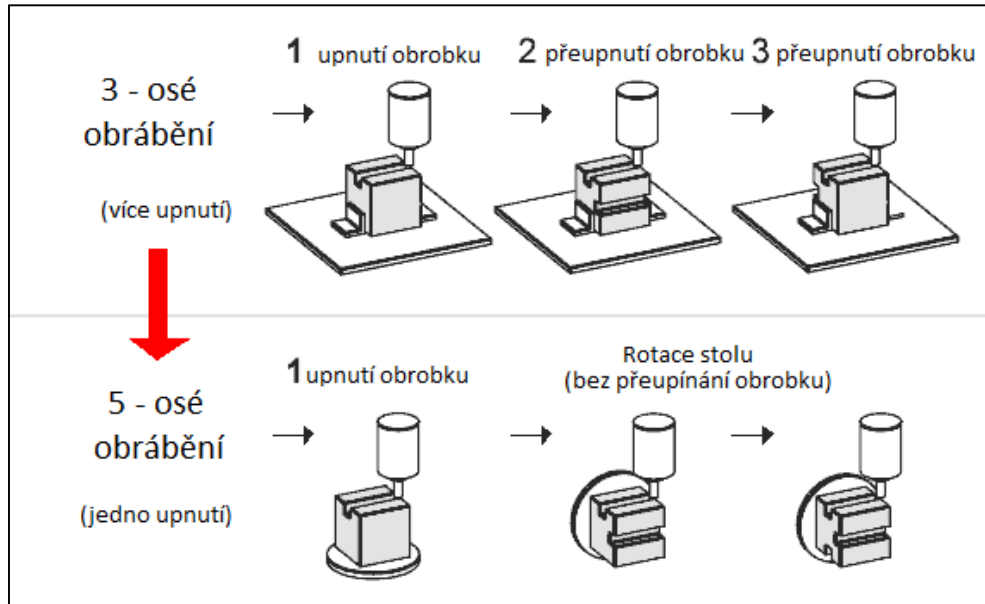 1 upnutí obrobku
2 přeupnutí obrobku
3 přeupnutí obrobku
3 - osé
obrábění
(více upnutí)
1 upnutí obrobku
Rotace stolu
(bez přeupínání obrobku)
5 - osé
obrábění
(jedno upnutí)